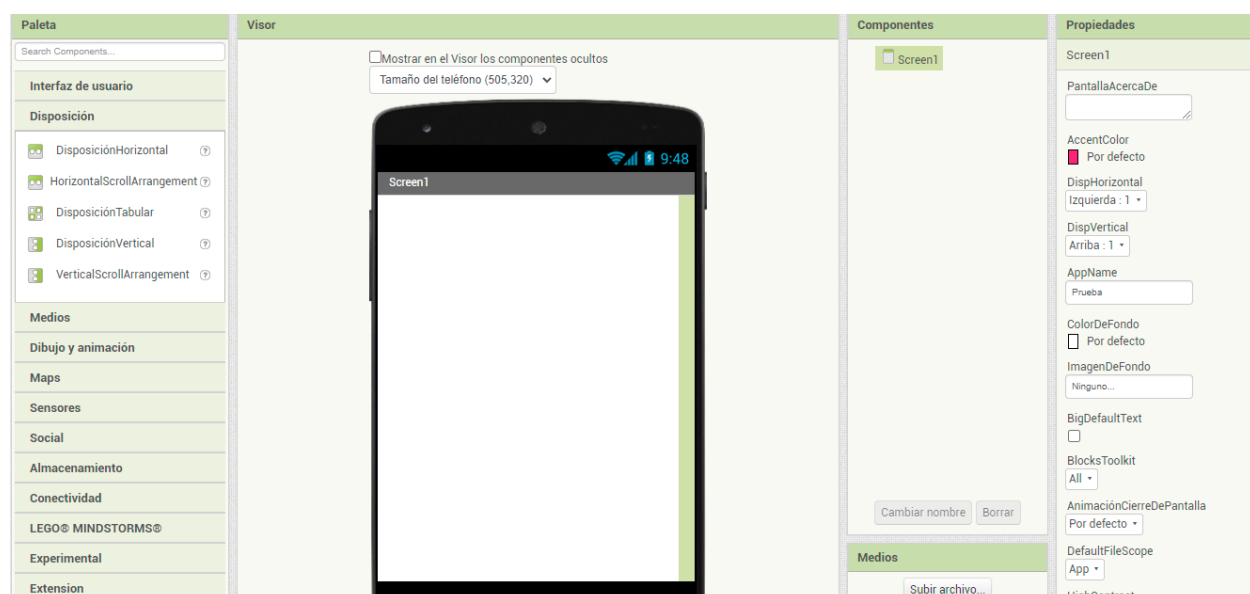 Paleta
Search Components...
Interfaz de usuario
Disposición
DisposiciónHorizontal
HorizontalScrollArrangement
DisposiciónTabular
DisposiciónVertical
VerticalScrollArrangement
Medios
Dibujo y animación
Maps
Sensores
Social
Almacenamiento
Conectividad
LEGO® MINDSTORMS®
Experimental
Extension
Visor
Mostrar en el Visor los componentes ocultos
Tamaño del teléfono (505,320)
9:48
Screen1
Componentes
Screen1
Cambiar nombre Borrar
Medios
Subir archivo...
Propiedades
Screen1
PantallaAcercaDe
AccentColor
Por defecto
DispHorizontal
Izquierda : 1
DispVertical
Arriba : 1
AppName
Prueba
ColorDeFondo
Por defecto
ImagenDeFondo
Ninguno...
BigDefaultText
BlocksToolkit
All
AnimaciónCierreDePantalla
Por defecto
DefaultFileScope
App
HighContrast